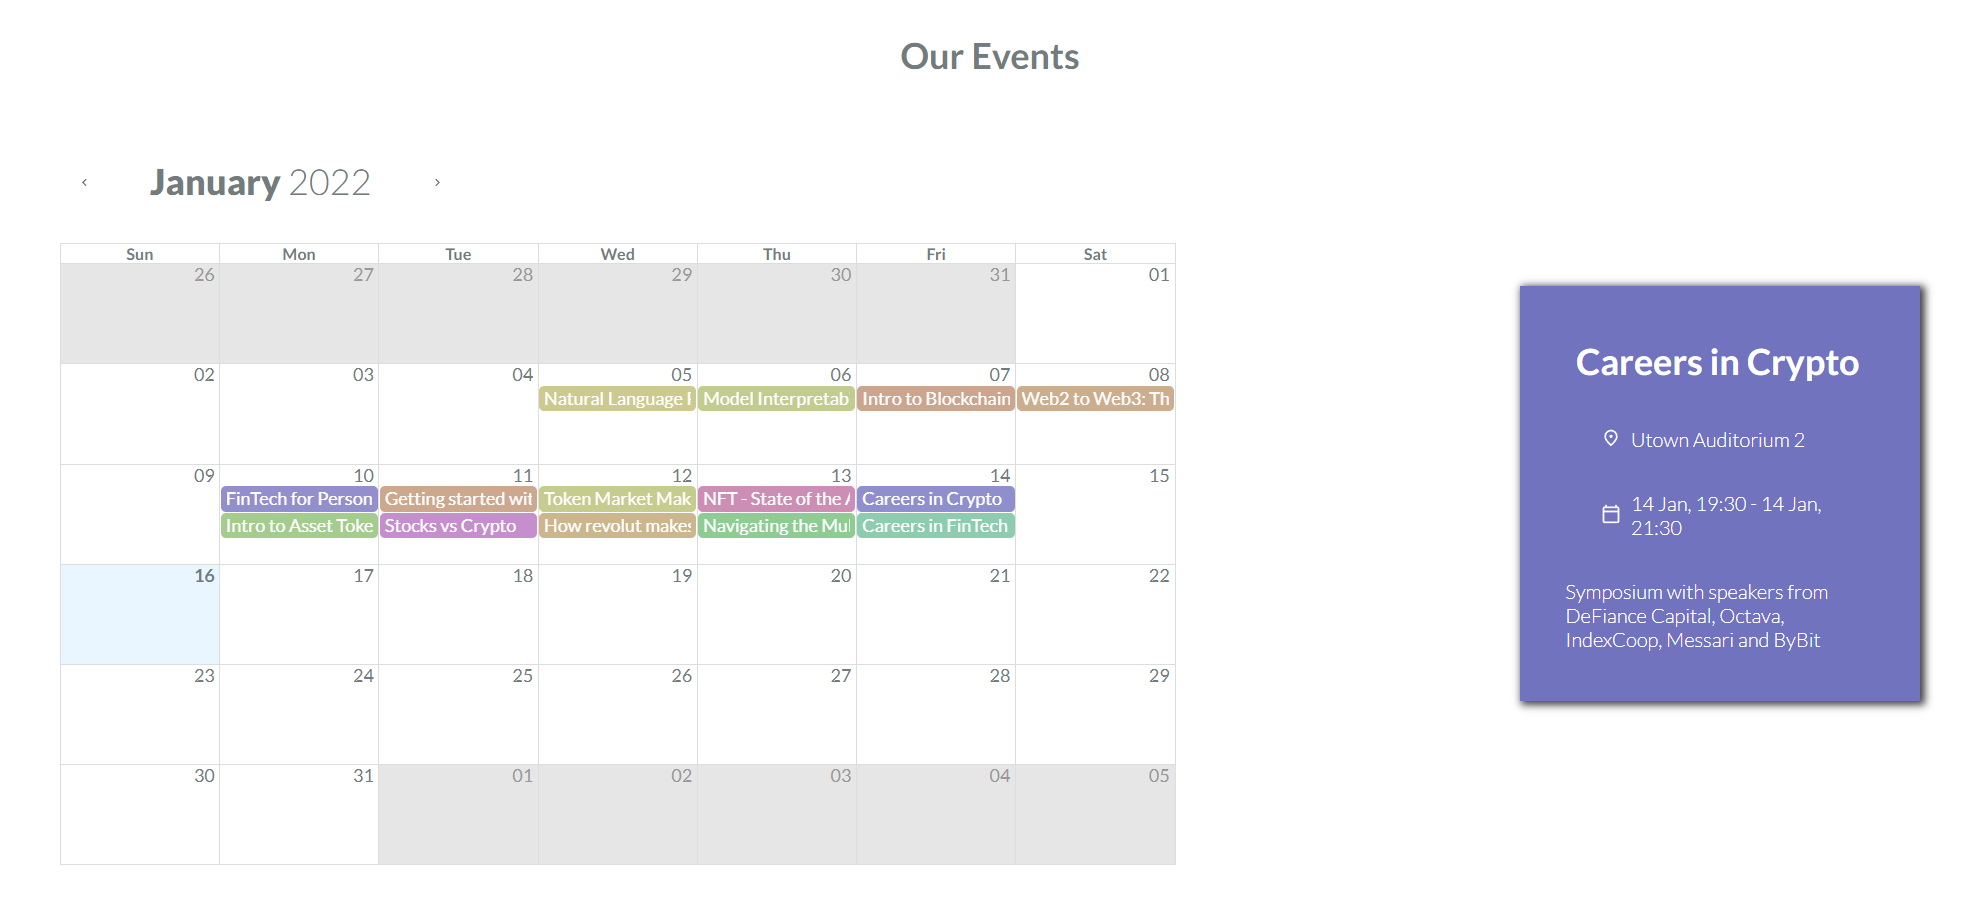 Our Events
‹ January 2022 ›
Sun Mon Tue Wed Thu Fri Sat
26 27 28 29 30 31 01
02 03 04 05 06 07 08
Natural Language Model Interpretab Intro to Blockchain Web2 to Web3: Th
09 10 11 12 13 14 15
FinTech for Person Getting started wit Token Market Mak NFT - State of the Careers in Crypto
Intro to Asset Toke Stocks vs Crypto How revolut makes Navigating the Mul Careers in FinTech
16 17 18 19 20 21 22
23 24 25 26 27 28 29
30 31 01 02 03 04 05
Careers in Crypto
Utown Auditorium 2
14 Jan, 19:30 - 14 Jan,
21:30
Symposium with speakers from
DeFiance Capital, Octava,
IndexCoop, Messari and ByBit